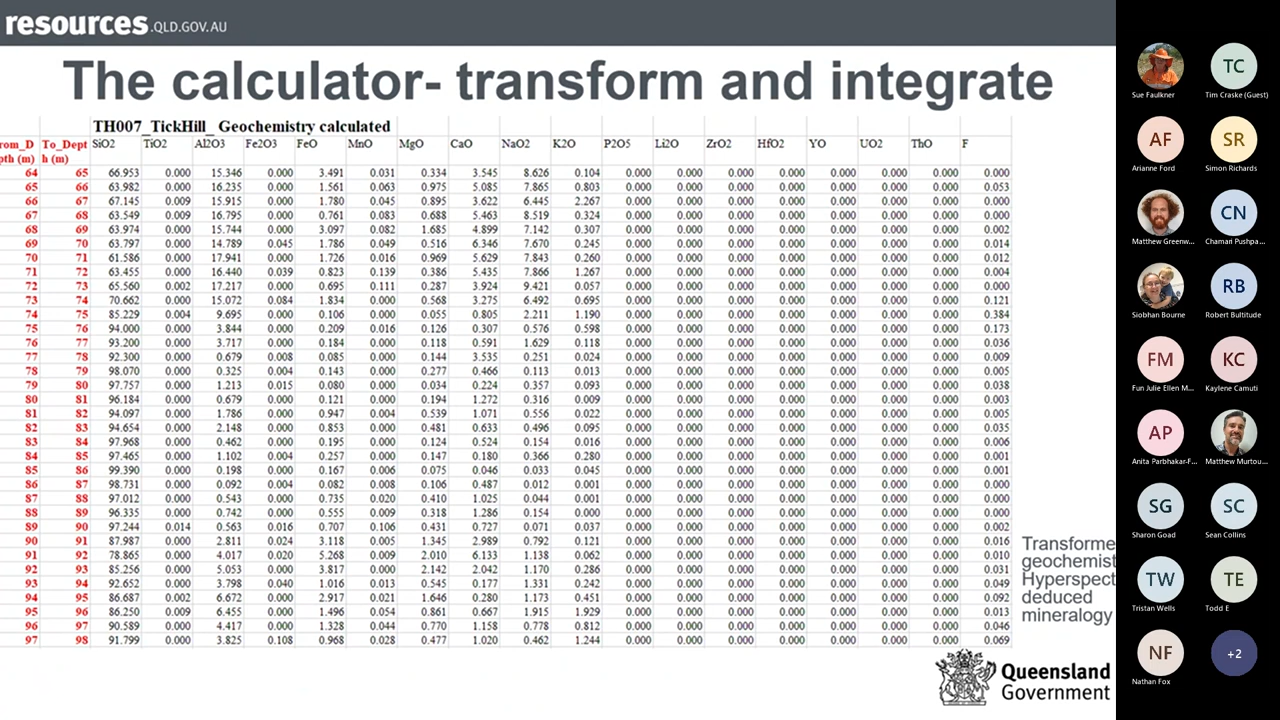 resources.QLD.GOV.AU
The calculator- transform and integrate
TH007_TickHill_ Geochemistry calculated
rom_D To_Dept SiO2 TiO2 Al2O3 Fe2O3 FeO MnO MgO CaO NaO2 K2O P2O5 Li2O ZrO2 HfO2 YO UO2 ThO F
pth (m) h (m)
64 65 66.953 0.000 15.346 0.000 3.491 0.031 0.334 3.545 8.626 0.104 0.000 0.000 0.000 0.000 0.000 0.000 0.000 0.000
65 66 63.982 0.000 16.235 0.000 1.561 0.063 0.975 5.085 7.865 0.803 0.000 0.000 0.000 0.000 0.000 0.000 0.000 0.053
66 67 67.145 0.009 15.915 0.000 1.780 0.045 0.895 3.622 6.445 2.267 0.000 0.000 0.000 0.000 0.000 0.000 0.000 0.000
67 68 63.549 0.009 16.795 0.000 0.761 0.083 0.688 5.463 8.519 0.324 0.000 0.000 0.000 0.000 0.000 0.000 0.000 0.000
68 69 63.974 0.000 15.744 0.000 3.097 0.082 1.685 4.899 7.142 0.307 0.000 0.000 0.000 0.000 0.000 0.000 0.000 0.002
69 70 63.797 0.000 14.789 0.045 1.786 0.049 0.516 6.346 7.670 0.245 0.000 0.000 0.000 0.000 0.000 0.000 0.000 0.014
70 71 61.586 0.000 17.941 0.000 1.726 0.016 0.969 5.629 7.843 0.260 0.000 0.000 0.000 0.000 0.000 0.000 0.000 0.012
71 72 63.455 0.000 16.440 0.039 0.823 0.139 0.386 5.435 7.866 1.267 0.000 0.000 0.000 0.000 0.000 0.000 0.000 0.004
72 73 65.560 0.002 17.217 0.000 0.695 0.111 0.287 3.924 9.421 0.057 0.000 0.000 0.000 0.000 0.000 0.000 0.000 0.000
73 74 70.662 0.000 15.072 0.084 1.834 0.000 0.568 3.275 6.492 0.695 0.000 0.000 0.000 0.000 0.000 0.000 0.000 0.121
74 75 85.229 0.004 9.695 0.000 0.106 0.000 0.055 0.805 2.211 1.190 0.000 0.000 0.000 0.000 0.000 0.000 0.000 0.384
75 76 94.000 0.000 3.844 0.000 0.209 0.016 0.126 0.307 0.576 0.598 0.000 0.000 0.000 0.000 0.000 0.000 0.000 0.173
76 77 93.200 0.000 3.717 0.000 0.184 0.000 0.118 0.591 1.629 0.118 0.000 0.000 0.000 0.000 0.000 0.000 0.000 0.036
77 78 92.300 0.000 0.679 0.008 0.085 0.000 0.144 3.535 0.251 0.024 0.000 0.000 0.000 0.000 0.000 0.000 0.000 0.009
78 79 98.070 0.000 0.325 0.004 0.143 0.000 0.277 0.466 0.113 0.013 0.000 0.000 0.000 0.000 0.000 0.000 0.000 0.005
79 80 97.757 0.000 1.213 0.015 0.080 0.000 0.034 0.224 0.357 0.093 0.000 0.000 0.000 0.000 0.000 0.000 0.000 0.038
80 81 96.184 0.000 0.679 0.000 0.121 0.000 0.194 1.272 0.331 0.009 0.000 0.000 0.000 0.000 0.000 0.000 0.000 0.003
81 82 94.097 0.000 1.786 0.000 0.947 0.004 0.539 1.071 0.556 0.022 0.000 0.000 0.000 0.000 0.000 0.000 0.000 0.005
82 83 94.654 0.000 2.148 0.000 0.853 0.000 0.481 0.633 0.496 0.095 0.000 0.000 0.000 0.000 0.000 0.000 0.000 0.035
83 84 97.968 0.000 0.462 0.000 0.195 0.000 0.124 0.524 0.154 0.016 0.000 0.000 0.000 0.000 0.000 0.000 0.000 0.006
84 85 97.465 0.000 1.102 0.004 0.257 0.000 0.147 0.180 0.366 0.280 0.000 0.000 0.000 0.000 0.000 0.000 0.000 0.001
85 86 99.390 0.000 0.198 0.000 0.167 0.006 0.075 0.046 0.033 0.045 0.000 0.000 0.000 0.000 0.000 0.000 0.000 0.001
86 87 98.731 0.000 0.092 0.004 0.082 0.008 0.106 0.487 0.012 0.001 0.000 0.000 0.000 0.000 0.000 0.000 0.000 0.000
87 88 97.012 0.000 0.543 0.000 0.735 0.020 0.410 1.025 0.044 0.001 0.000 0.000 0.000 0.000 0.000 0.000 0.000 0.000
88 89 96.335 0.000 0.742 0.000 0.555 0.009 0.318 1.286 0.154 0.000 0.000 0.000 0.000 0.000 0.000 0.000 0.000 0.000
89 90 97.244 0.014 0.563 0.016 0.707 0.106 0.431 0.727 0.071 0.037 0.000 0.000 0.000 0.000 0.000 0.000 0.000 0.002
90 91 87.987 0.000 2.811 0.024 3.118 0.005 1.345 2.989 0.792 0.121 0.000 0.000 0.000 0.000 0.000 0.000 0.000 0.016
91 92 78.865 0.000 4.017 0.020 5.268 0.009 2.010 6.133 1.138 0.062 0.000 0.000 0.000 0.000 0.000 0.000 0.000 0.010
92 93 85.256 0.000 5.053 0.000 3.817 0.000 2.142 2.042 1.170 0.286 0.000 0.000 0.000 0.000 0.000 0.000 0.000 0.031
93 94 92.652 0.000 3.798 0.040 1.016 0.013 0.545 0.177 1.331 0.242 0.000 0.000 0.000 0.000 0.000 0.000 0.000 0.049
94 95 86.687 0.002 6.672 0.000 2.917 0.021 1.646 0.280 1.173 0.451 0.000 0.000 0.000 0.000 0.000 0.000 0.000 0.092
95 96 86.250 0.009 6.455 0.000 1.496 0.054 0.861 0.667 1.915 1.929 0.000 0.000 0.000 0.000 0.000 0.000 0.000 0.013
96 97 90.589 0.000 4.417 0.000 1.328 0.044 0.770 1.158 0.778 0.812 0.000 0.000 0.000 0.000 0.000 0.000 0.000 0.046
97 98 91.799 0.000 3.825 0.108 0.968 0.028 0.477 1.020 0.462 1.244 0.000 0.000 0.000 0.000 0.000 0.000 0.000 0.069
Transforme
geochemist
Hyperspect
deduced
mineralogy
Queensland
Government
Sue Faulkner
TC
Tim Craske (Guest)
AF
Arianne Ford
SR
Simon Richards
Matthew Greenw...
CN
Chamari Pushpa...
Siobhan Bourne
RB
Robert Bultitude
FM
Fun Julie Ellen M...
KC
Kaylene Camuti
AP
Anita Parbhakar-F...
Matthew Murtou...
SG
Sharon Goad
SC
Sean Collins
TW
Tristan Wells
TE
Todd E
NF
Nathan Fox
+2